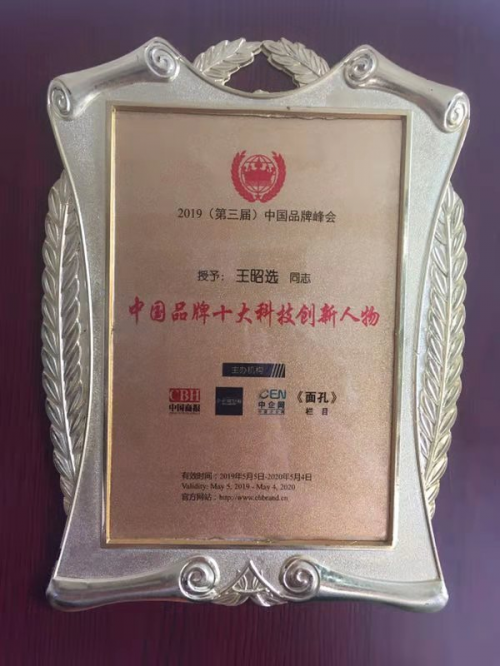 2019（第三届）中国品牌峰会
授予：王昭选 同志
中国品牌十大科技创新人物
主办机构
CBH
中国商报
CEN
中企网
《面孔》
栏目
有效时间：2019年5月5日-2020年5月4日
Validity: May 5, 2019 - May 4, 2020
官方网站：http://www.chbrand.cn